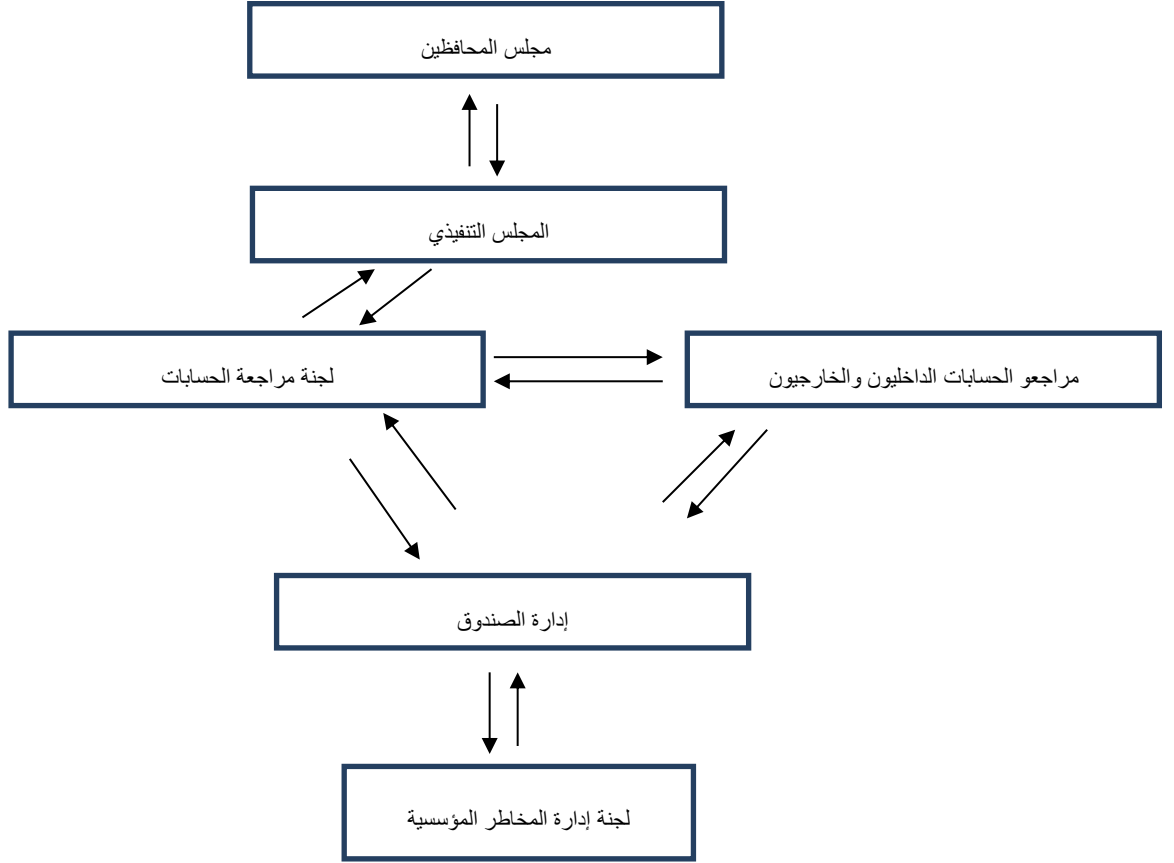 مجلس المحافظين
المجلس التنفيذي
لجنة مراجعة الحسابات
مراجعو الحسابات الداخليون والخارجيون
إدارة الصندوق
لجنة إدارة المخاطر المؤسسية